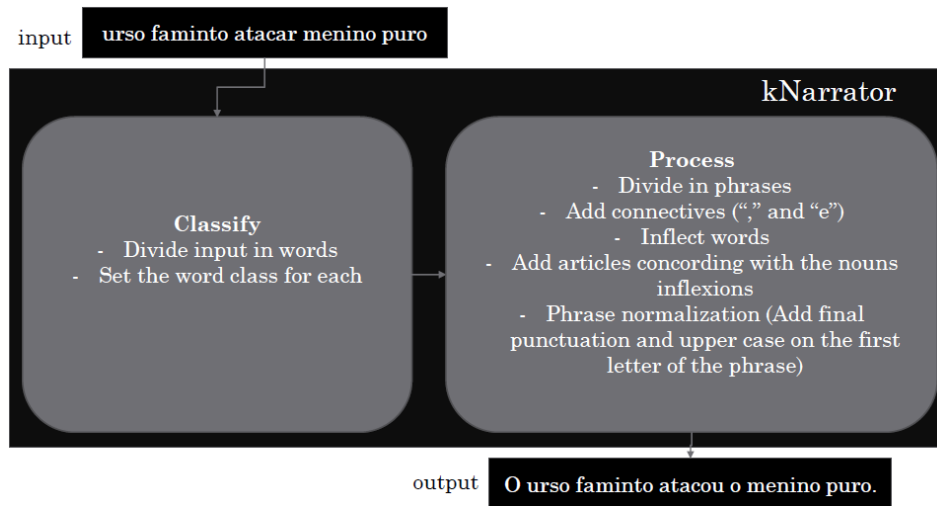 input
urso faminto atacar menino puro
kNarrator
Classify
- Divide input in words
- Set the word class for each
Process
- Divide in phrases
- Add connectives (“,” and “e”)
- Inflect words
- Add articles concording with the nouns
inflexions
- Phrase normalization (Add final
punctuation and upper case on the first
letter of the phrase)
output
O urso faminto atacou o menino puro.